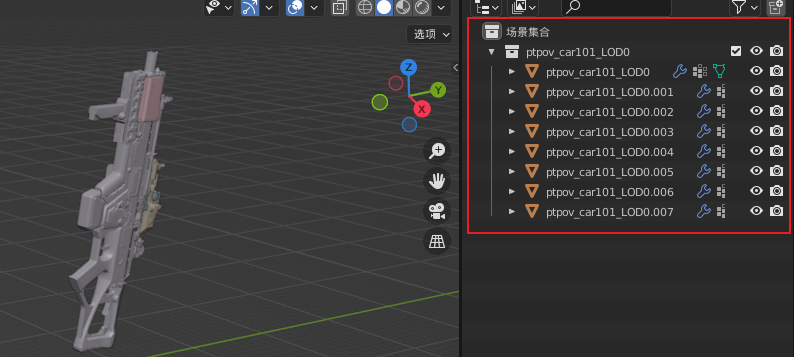 选项
Z
Y
X
场景集合
ptpov_car101_LOD0
ptpov_car101_LOD0
ptpov_car101_LOD0.001
ptpov_car101_LOD0.002
ptpov_car101_LOD0.003
ptpov_car101_LOD0.004
ptpov_car101_LOD0.005
ptpov_car101_LOD0.006
ptpov_car101_LOD0.007